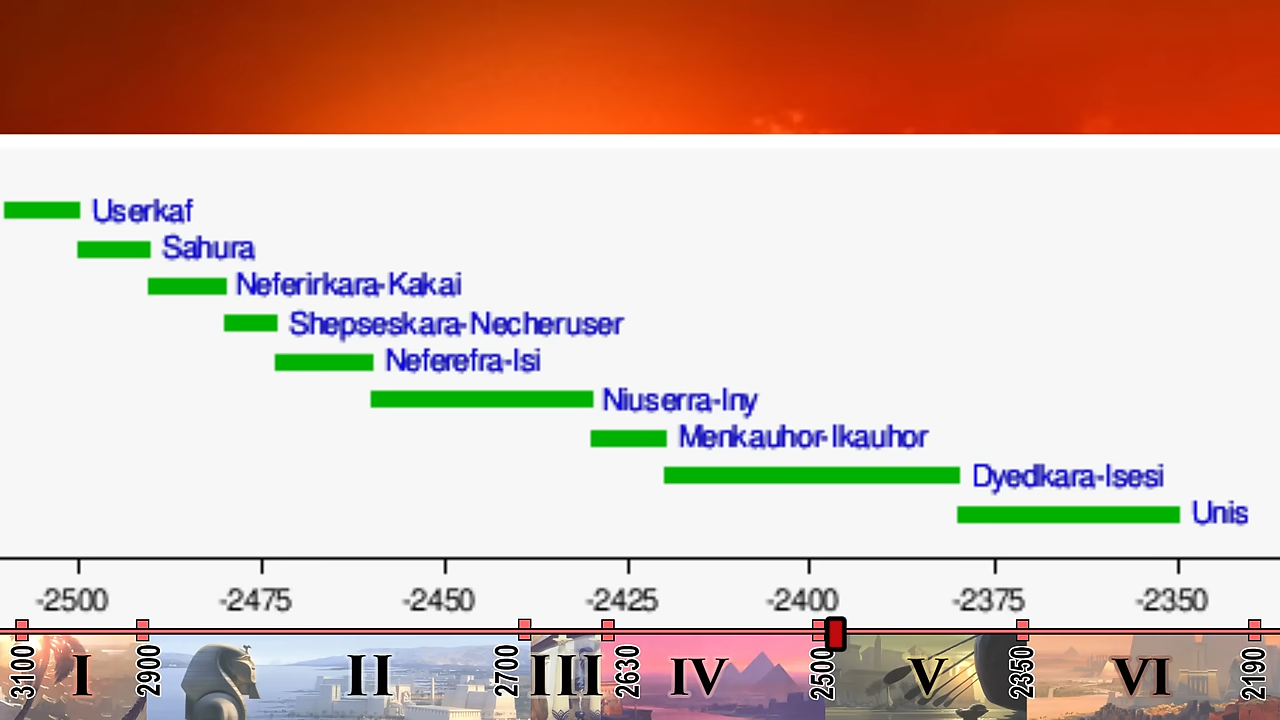 Userkaf
Sahura
Neferirkara-Kakai
Shepseskara-Necheruser
Neferefra-Isi
Niuserra-Iny
Menkauhor-Ikauhor
Dyedkara-Isesi
Unis
-2500 -2475 -2450 -2425 -2400 -2375 -2350
3100 I 2900 II 2700 III 2630 IV 2500 V 2350 VI 2190